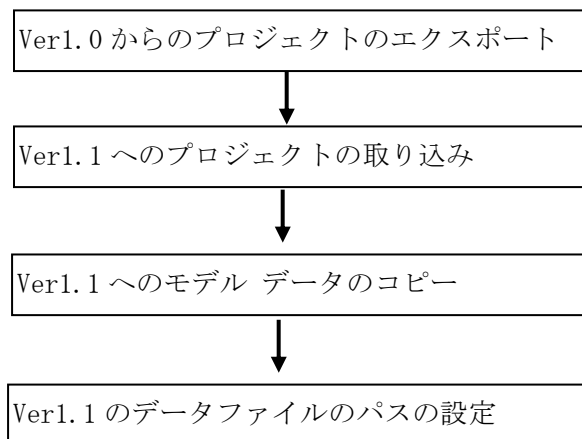 Ver1.0 からのプロジェクトのエクスポート
Ver1.1 へのプロジェクトの取り込み
Ver1.1 へのモデル データのコピー
Ver1.1 のデータファイルのパスの設定